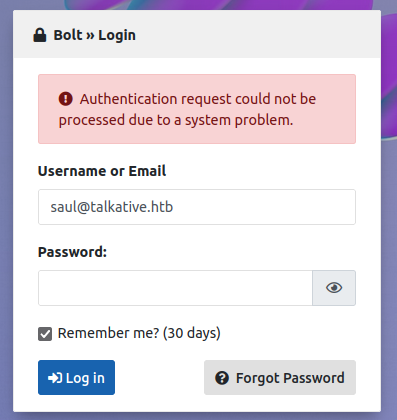 Bolt » Login
Authentication request could not be
processed due to a system problem.
Username or Email
saul@talkative.htb
Password:
Remember me? (30 days)
Log in
Forgot Password